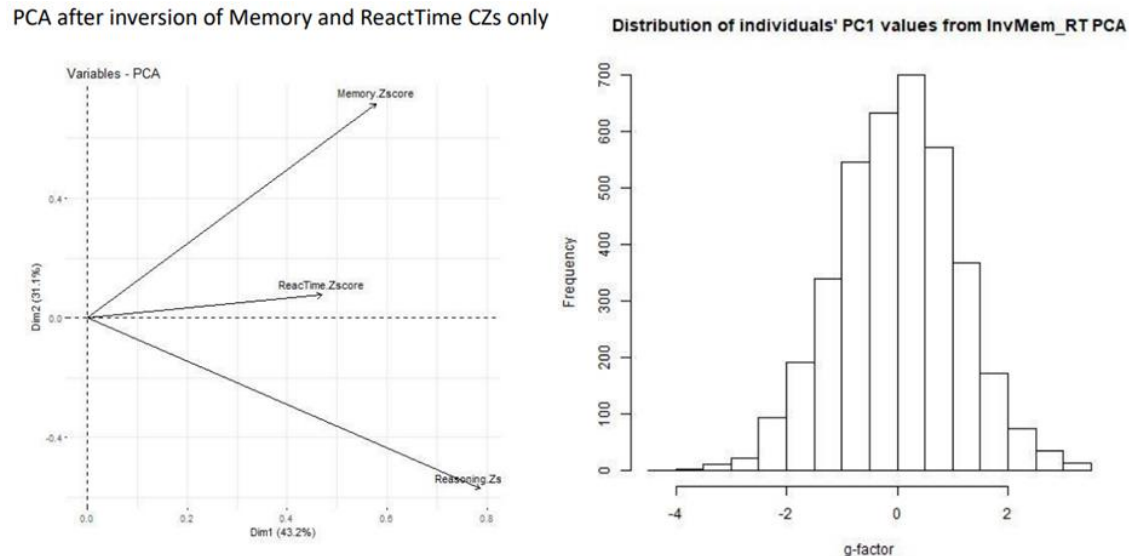 PCA after inversion of Memory and ReactTime CZs only
Variables - PCA
Memory.Zscore
ReacTime.Zscore
Reasoning.Zs
0.4
0.0
-0.4
Dim2 (31.1%)
0.0
0.2
0.4
0.6
0.8
Dim1 (43.2%)
Distribution of individuals' PC1 values from InvMem_RT PCA
700
600
500
400
300
200
100
0
Frequency
-4
-2
0
2
g-factor